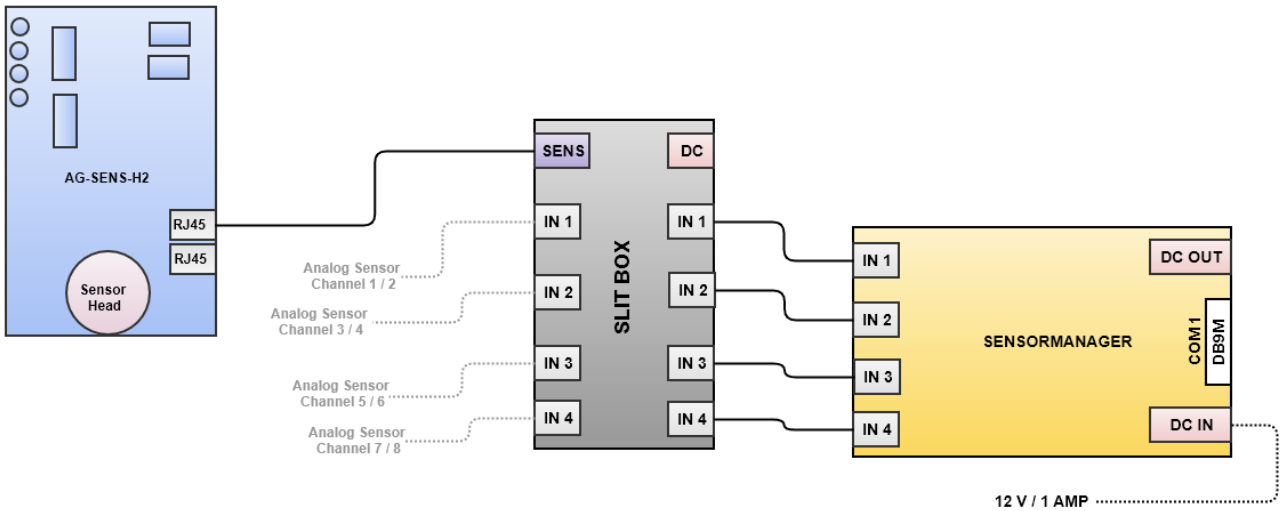 AG-SENS-H2
RJ45
RJ45
Sensor
Head
SENS
DC
IN 1
IN 2
IN 3
IN 4
SLIT BOX
IN 1
IN 2
IN 3
IN 4
Analog Sensor
Channel 1 / 2
Analog Sensor
Channel 3 / 4
Analog Sensor
Channel 5 / 6
Analog Sensor
Channel 7 / 8
IN 1
IN 2
IN 3
IN 4
SENSORMANAGER
DC OUT
COM 1
DB9M
DC IN
12 V / 1 AMP